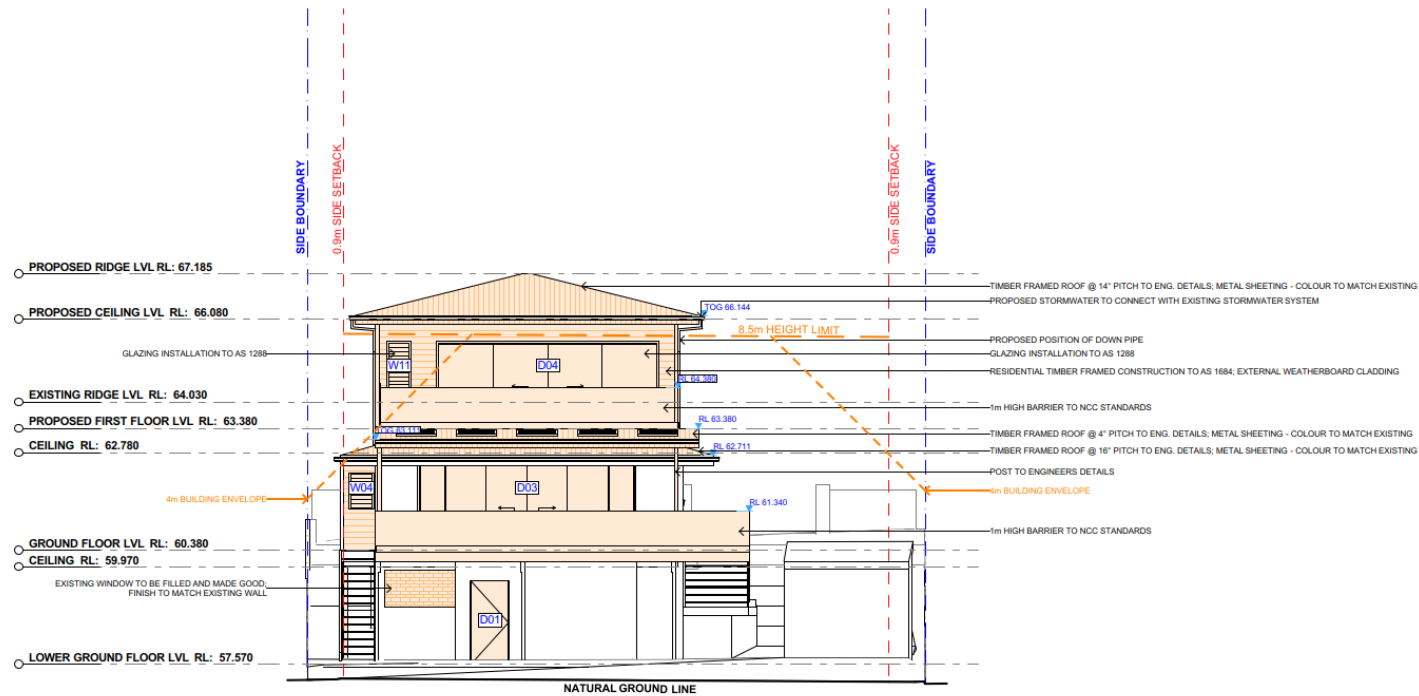 SIDE BOUNDARY
0.9m SIDE SETBACK
0.9m SIDE SETBACK
SIDE BOUNDARY
PROPOSED RIDGE LVL RL: 67.185
TIMBER FRAMED ROOF @ 14° PITCH TO ENG. DETAILS; METAL SHEETING - COLOUR TO MATCH EXISTING
PROPOSED STORMWATER TO CONNECT WITH EXISTING STORMWATER SYSTEM
TOG 66.144
PROPOSED CEILING LVL RL: 66.080
8.5m HEIGHT LIMIT
PROPOSED POSITION OF DOWN PIPE
GLAZING INSTALLATION TO AS 1288
GLAZING INSTALLATION TO AS 1288
W11
D04
RESIDENTIAL TIMBER FRAMED CONSTRUCTION TO AS 1684; EXTERNAL WEATHERBOARD CLADDING
RL 64.380
EXISTING RIDGE LVL RL: 64.030
1m HIGH BARRIER TO NCC STANDARDS
PROPOSED FIRST FLOOR LVL RL: 63.380
RL 63.380
TOG 63.111
TIMBER FRAMED ROOF @ 4° PITCH TO ENG. DETAILS; METAL SHEETING - COLOUR TO MATCH EXISTING
CEILING RL: 62.780
RL 62.711
TIMBER FRAMED ROOF @ 16° PITCH TO ENG. DETAILS; METAL SHEETING - COLOUR TO MATCH EXISTING
POST TO ENGINEERS DETAILS
W04
D03
4m BUILDING ENVELOPE
4m BUILDING ENVELOPE
RL 61.340
1m HIGH BARRIER TO NCC STANDARDS
GROUND FLOOR LVL RL: 60.380
CEILING RL: 59.970
EXISTING WINDOW TO BE FILLED AND MADE GOOD;
FINISH TO MATCH EXISTING WALL
D01
LOWER GROUND FLOOR LVL RL: 57.570
NATURAL GROUND LINE